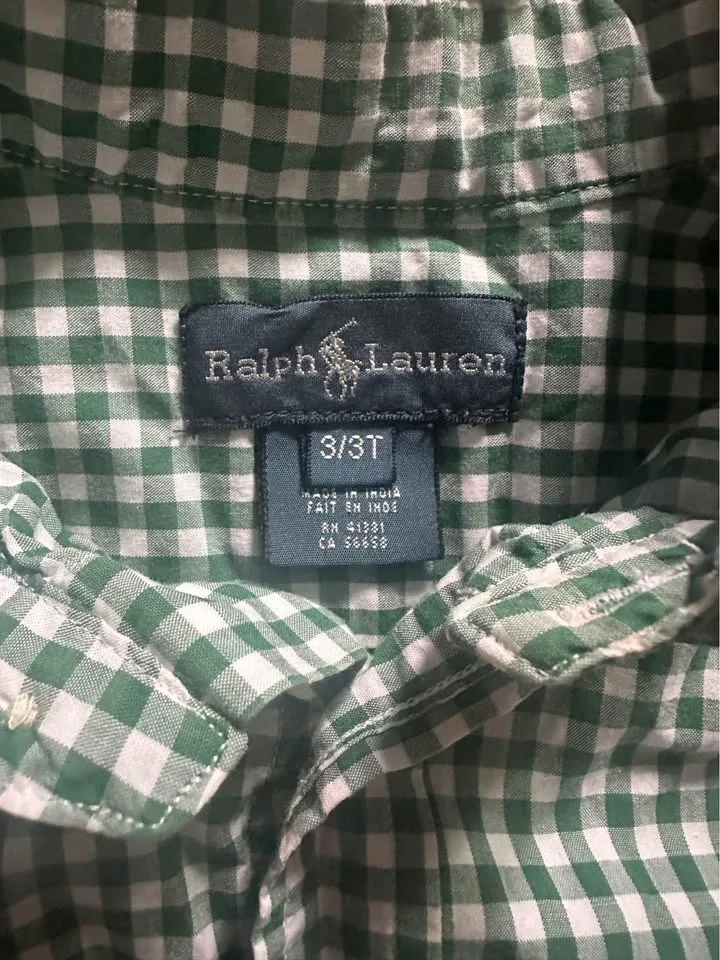 Ralph Lauren
3/3T
MADE IN INDIA
FAIT EN INDE
RN 41381
CA 56658